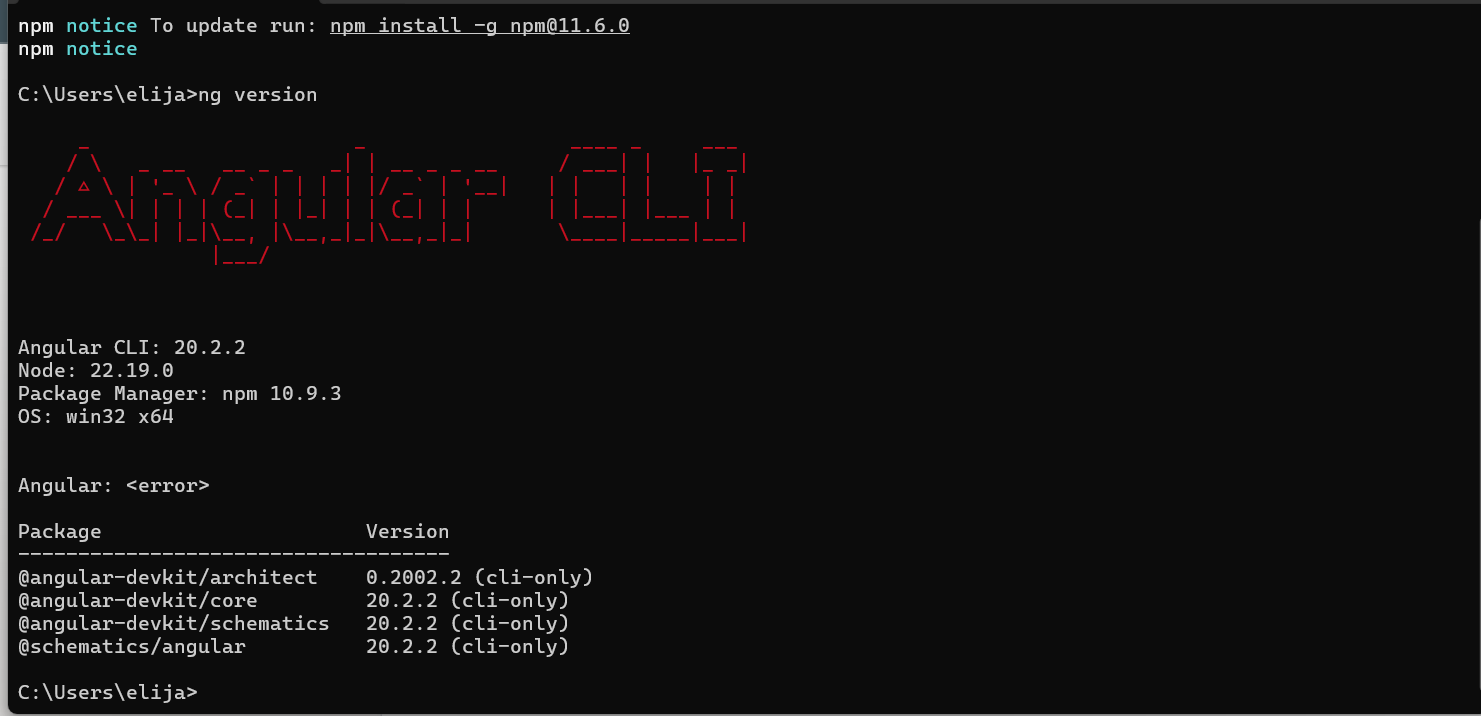 npm notice To update run: npm install -g npm@11.6.0
npm notice
C:\Users\elija>ng version
Angular CLI
Angular CLI: 20.2.2
Node: 22.19.0
Package Manager: npm 10.9.3
OS: win32 x64
Angular: <error>
Package                      Version
------------------------------------
@angular-devkit/architect    0.2002.2 (cli-only)
@angular-devkit/core         20.2.2 (cli-only)
@angular-devkit/schematics   20.2.2 (cli-only)
@schematics/angular          20.2.2 (cli-only)
C:\Users\elija>